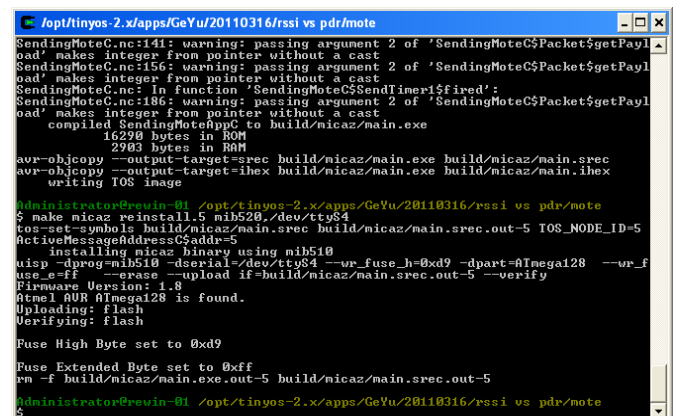 /opt/tinyos-2.x/apps/GeYu/20110316/rssi vs pdr/mote
SendingMoteC.nc:141: warning: passing argument 2 of 'SendingMoteC$Packet$getPayl
oad' makes integer from pointer without a cast
SendingMoteC.nc:156: warning: passing argument 2 of 'SendingMoteC$Packet$getPayl
oad' makes integer from pointer without a cast
SendingMoteC.nc: In function 'SendingMoteC$SendTimer1$fired':
SendingMoteC.nc:186: warning: passing argument 2 of 'SendingMoteC$Packet$getPayl
oad' makes integer from pointer without a cast
    compiled SendingMoteAppC to build/micaz/main.exe
            16290 bytes in ROM
             2903 bytes in RAM
avr-objcopy --output-target=srec build/micaz/main.exe build/micaz/main.srec
avr-objcopy --output-target=ihex build/micaz/main.exe build/micaz/main.ihex
    writing TOS image
Administrator@rewin-01 /opt/tinyos-2.x/apps/GeYu/20110316/rssi vs pdr/mote
$ make micaz reinstall.5 mib520,/dev/ttyS4
tos-set-symbols build/micaz/main.srec build/micaz/main.srec.out-5 TOS_NODE_ID=5
ActiveMessageAddressC$addr=5
    installing micaz binary using mib510
uisp -dprog=mib510 -dserial=/dev/ttyS4 --wr_fuse_h=0xd9 -dpart=ATmega128  --wr_f
use_e=ff   --erase --upload if=build/micaz/main.srec.out-5 --verify
Firmware Version: 1.8
Atmel AVR ATmega128 is found.
Uploading: flash
Verifying: flash
Fuse High Byte set to 0xd9
Fuse Extended Byte set to 0xff
rm -f build/micaz/main.exe.out-5 build/micaz/main.srec.out-5
Administrator@rewin-01 /opt/tinyos-2.x/apps/GeYu/20110316/rssi vs pdr/mote
$